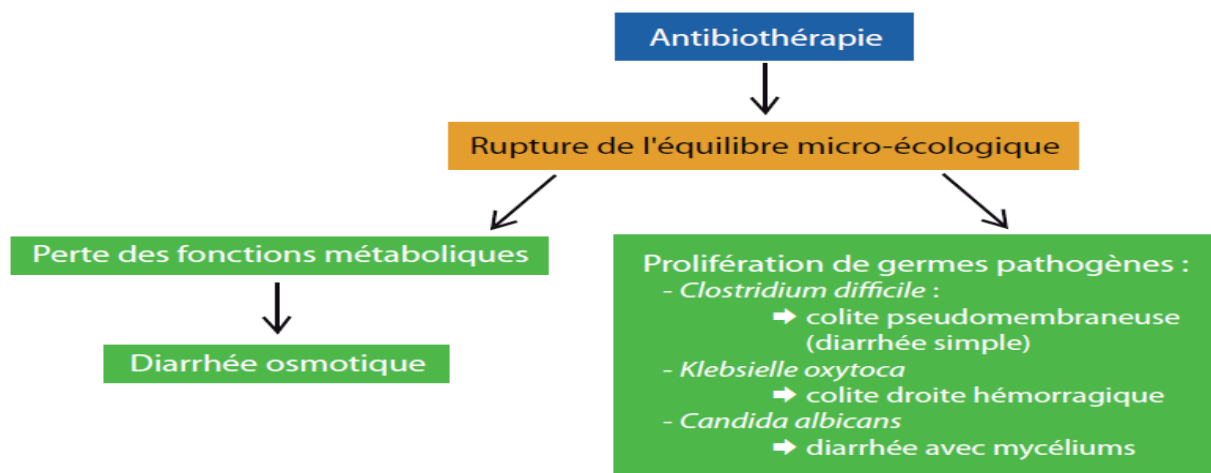 Antibiothérapie
Rupture de l'équilibre micro-écologique
Perte des fonctions métaboliques
Diarrhée osmotique
Prolifération de germes pathogènes :
- Clostridium difficile :
➡ colite pseudomembraneuse
(diarrhée simple)
- Klebsielle oxytoca
➡ colite droite hémorragique
- Candida albicans
➡ diarrhée avec mycéliums